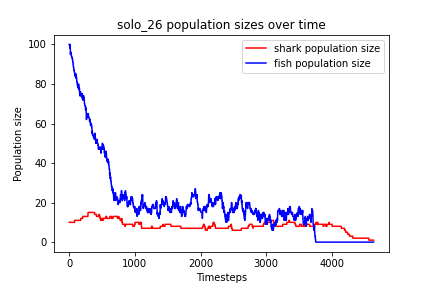 solo_26 population sizes over time
shark population size
fish population size
Population size
100
80
60
40
20
0
0
1000
2000
3000
4000
Timesteps